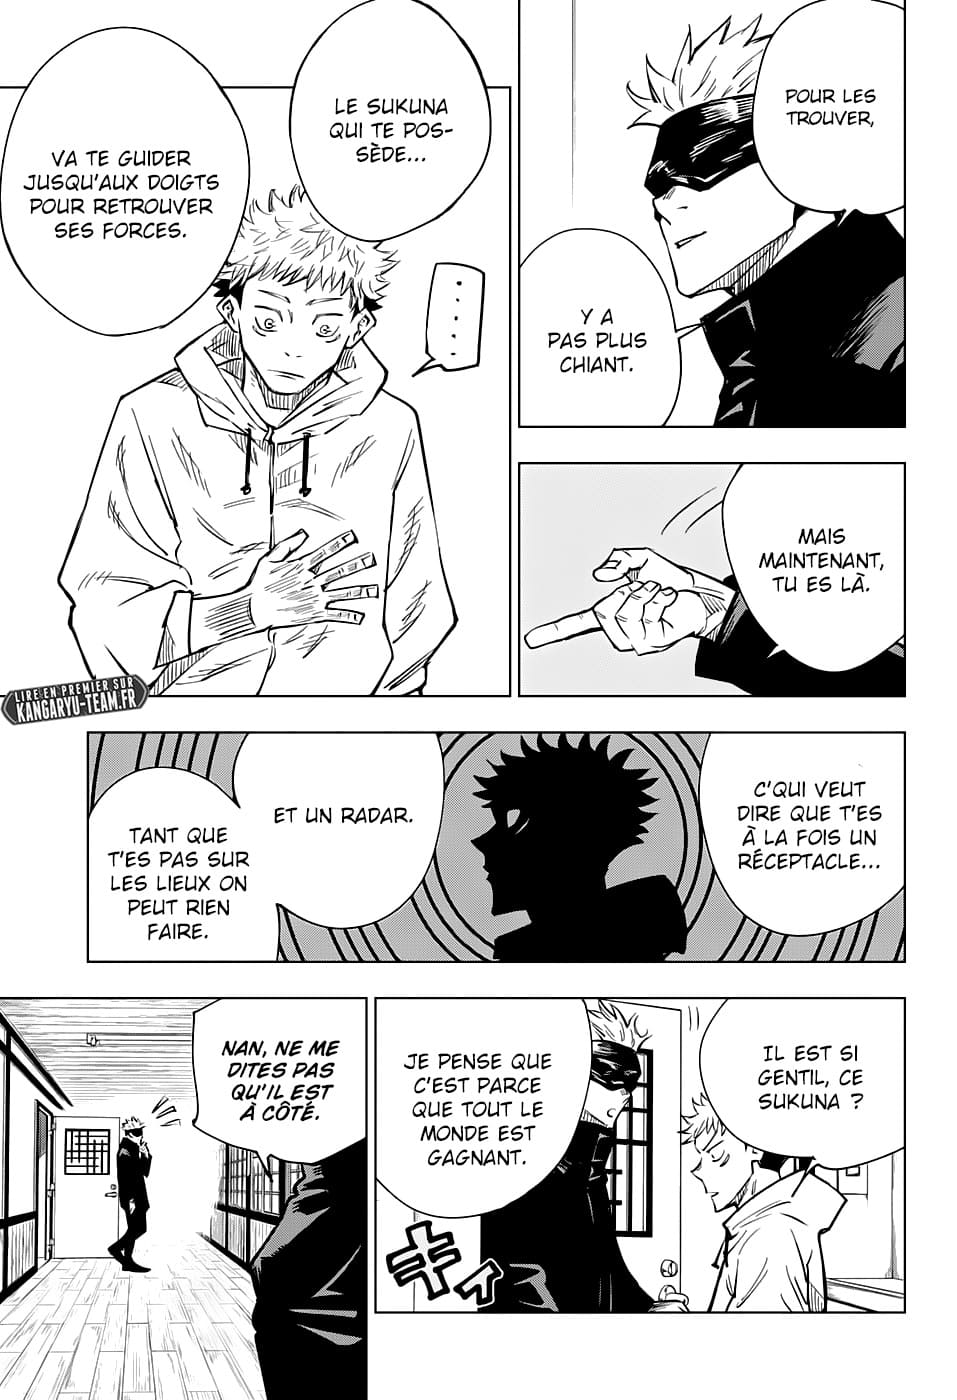 POUR LES
TROUVER,
Y A
PAS PLUS
CHIANT.
MAIS
MAINTENANT,
TU ES LÀ.
LE SUKUNA
QUI TE POS-
SÈDE...
.....
VA TE GUIDER
JUSQU'AUX DOIGTS
POUR RETROUVER
SES FORCES.
LIRE EN PREMIER SUR
KANGARYU-TEAM.FR
C'QUI VEUT
DIRE QUE T'ES
À LA FOIS UN
RÉCEPTACLE...
ET UN RADAR.
TANT QUE
T'ES PAS SUR
LES LIEUX ON
PEUT RIEN
FAIRE.
IL EST SI
GENTIL, CE
SUKUNA ?
JE PENSE QUE
C'EST PARCE
QUE TOUT LE
MONDE EST
GAGNANT.
キィ
NAN, NE ME
DITES PAS
QU'IL EST
À CÔTÉ.